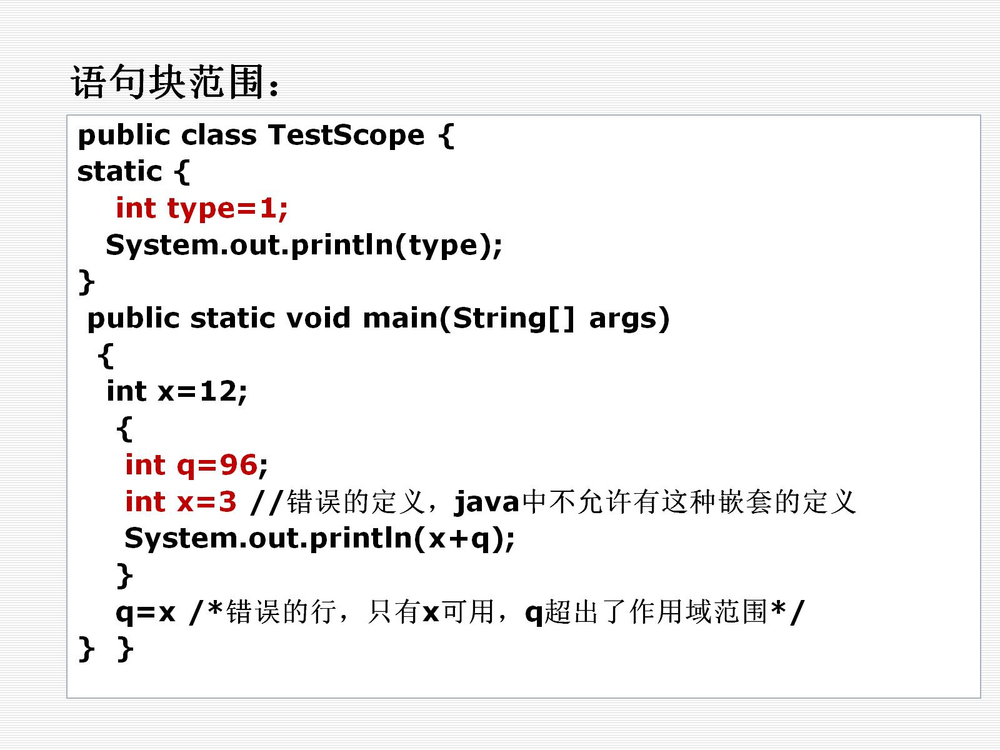 语句块范围：
public class TestScope {
static {
int type=1;
System.out.println(type);
}
public static void main(String[] args)
{
int x=12;
{
int q=96;
int x=3 //错误的定义，java中不允许有这种嵌套的定义
System.out.println(x+q);
}
q=x /*错误的行，只有x可用，q超出了作用域范围*/
} }